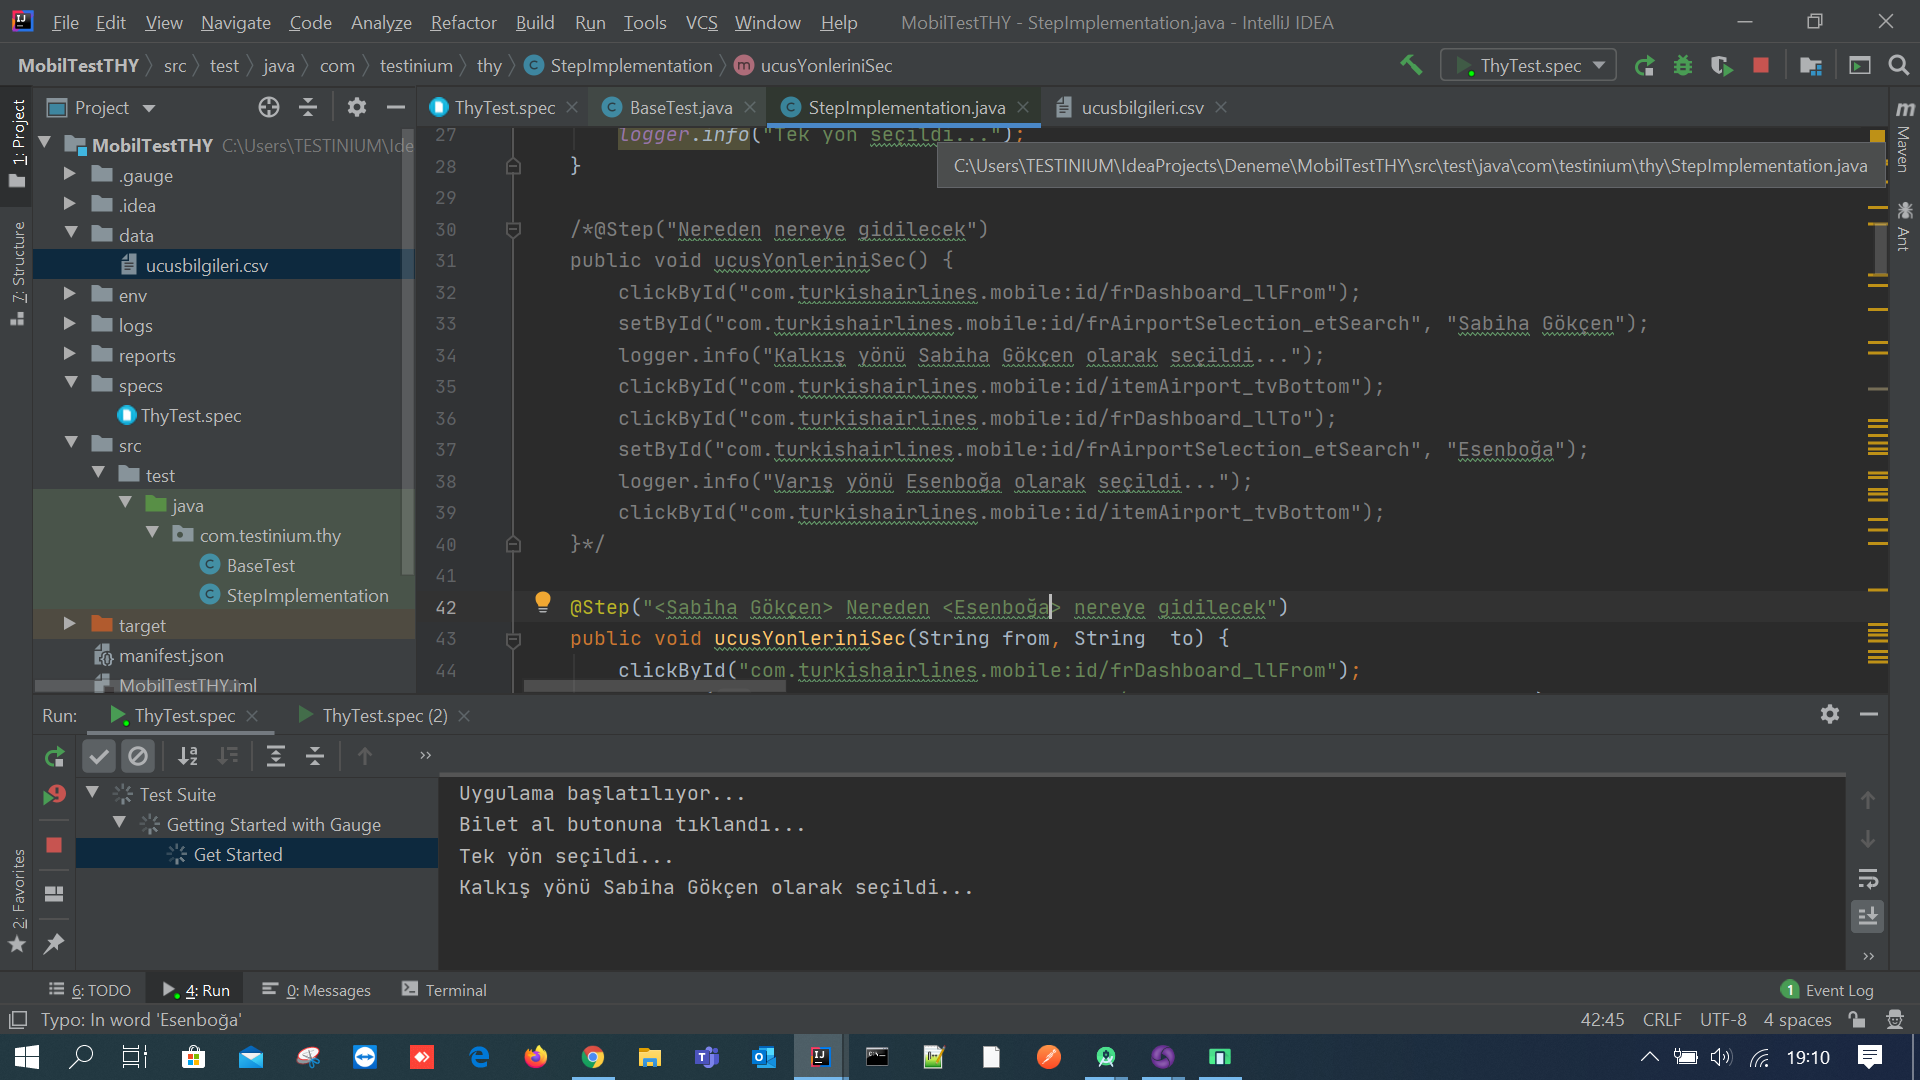 File Edit View Navigate Code Analyze Refactor Build Run Tools VCS Window Help MobilTestTHY - StepImplementation.java - IntelliJ IDEA
MobilTestTHY src test java com testinium thy StepImplementation ucusYonleriniSec ThyTest.spec
1: Project
7: Structure
2: Favorites
Project
MobilTestTHY C:\Users\TESTINIUM\Ide
.gauge
.idea
data
ucusbilgileri.csv
env
logs
reports
specs
ThyTest.spec
src
test
java
com.testinium.thy
BaseTest
StepImplementation
target
manifest.json
MobilTestTHY.iml
ThyTest.spec BaseTest.java StepImplementation.java ucusbilgileri.csv
27 logger.info("Tek yön seçildi...");
28 }
C:\Users\TESTINIUM\IdeaProjects\Deneme\MobilTestTHY\src\test\java\com\testinium\thy\StepImplementation.java
29
30 /*@Step("Nereden nereye gidilecek")
31 public void ucusYonleriniSec() {
32 clickById("com.turkishairlines.mobile:id/frDashboard_llFrom");
33 setById("com.turkishairlines.mobile:id/frAirportSelection_etSearch", "Sabiha Gökçen");
34 logger.info("Kalkış yönü Sabiha Gökçen olarak seçildi...");
35 clickById("com.turkishairlines.mobile:id/itemAirport_tvBottom");
36 clickById("com.turkishairlines.mobile:id/frDashboard_llTo");
37 setById("com.turkishairlines.mobile:id/frAirportSelection_etSearch", "Esenboğa");
38 logger.info("Varış yönü Esenboğa olarak seçildi...");
39 clickById("com.turkishairlines.mobile:id/itemAirport_tvBottom");
40 }*/
41
42 @Step("<Sabiha Gökçen> Nereden <Esenboğa> nereye gidilecek")
43 public void ucusYonleriniSec(String from, String to) {
44 clickById("com.turkishairlines.mobile:id/frDashboard_llFrom");
Maven
Ant
Run: ThyTest.spec ThyTest.spec (2)
Test Suite
Getting Started with Gauge
Get Started
Uygulama başlatılıyor...
Bilet al butonuna tıklandı...
Tek yön seçildi...
Kalkış yönü Sabiha Gökçen olarak seçildi...
6: TODO 4: Run 0: Messages Terminal 1 Event Log
Typo: In word 'Esenboğa' 42:45 CRLF UTF-8 4 spaces
19:10